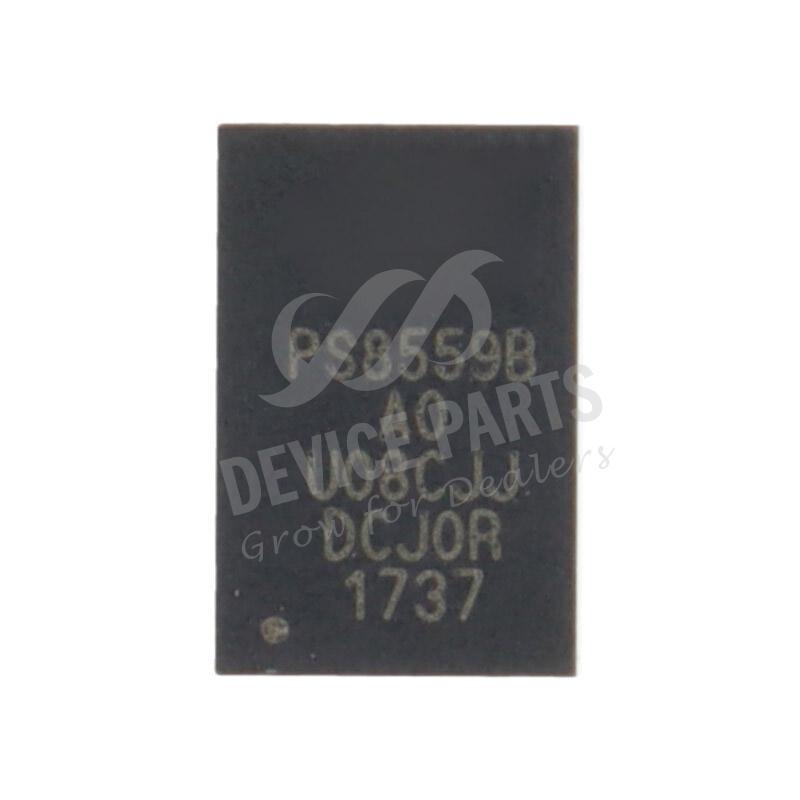 PS8559B
A0
U08CJJ
DCJ0R
1737
DEVICE PARTS
Grow for Dealers